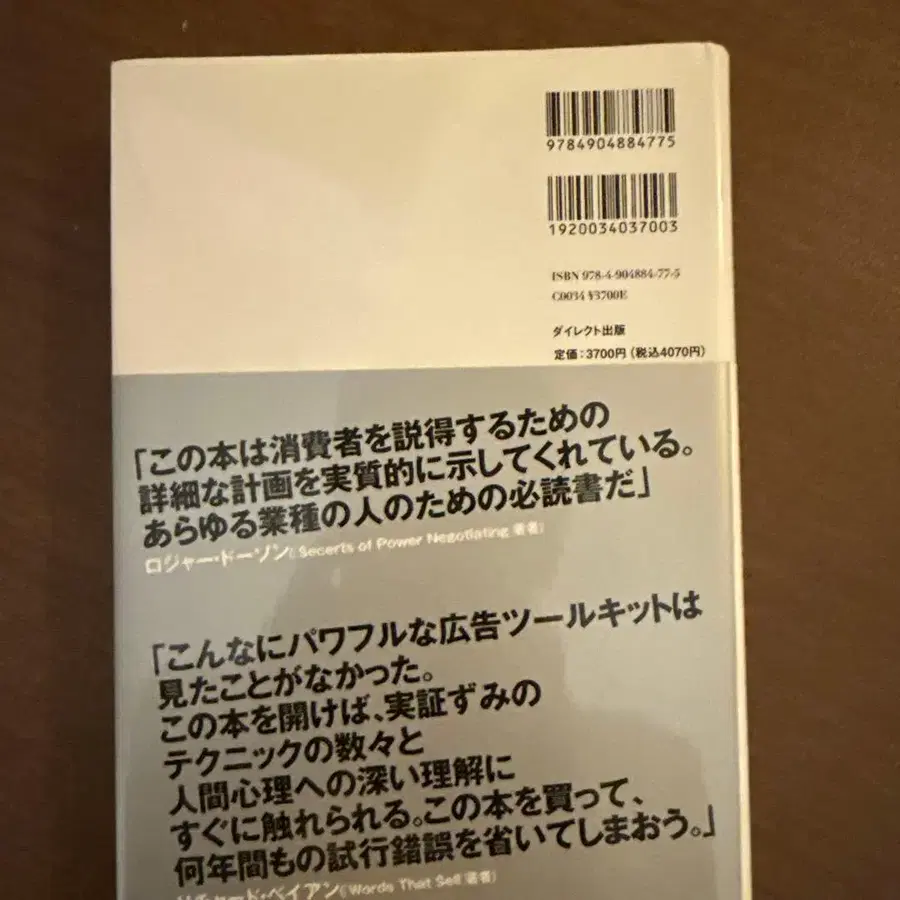 9784904884775
1920034037003
ISBN 978-4-904884-77-5
C0034 ¥3700E
ダイレクト出版
定価：3700円（税込4070円）
「この本は消費者を説得するための
詳細な計画を実質的に示してくれている。
あらゆる業種の人のための必読書だ」
ロジャー・ドーソン（Secerts of Power Negotiating 著者）
「こんなにパワフルな広告ツールキットは
見たことがなかった。
この本を開けば、実証ずみの
テクニックの数々と
人間心理への深い理解に
すぐに触れられる。この本を買って、
何年間もの試行錯誤を省いてしまおう。」
リチャード・ベイアン（Words That Sell 著者）